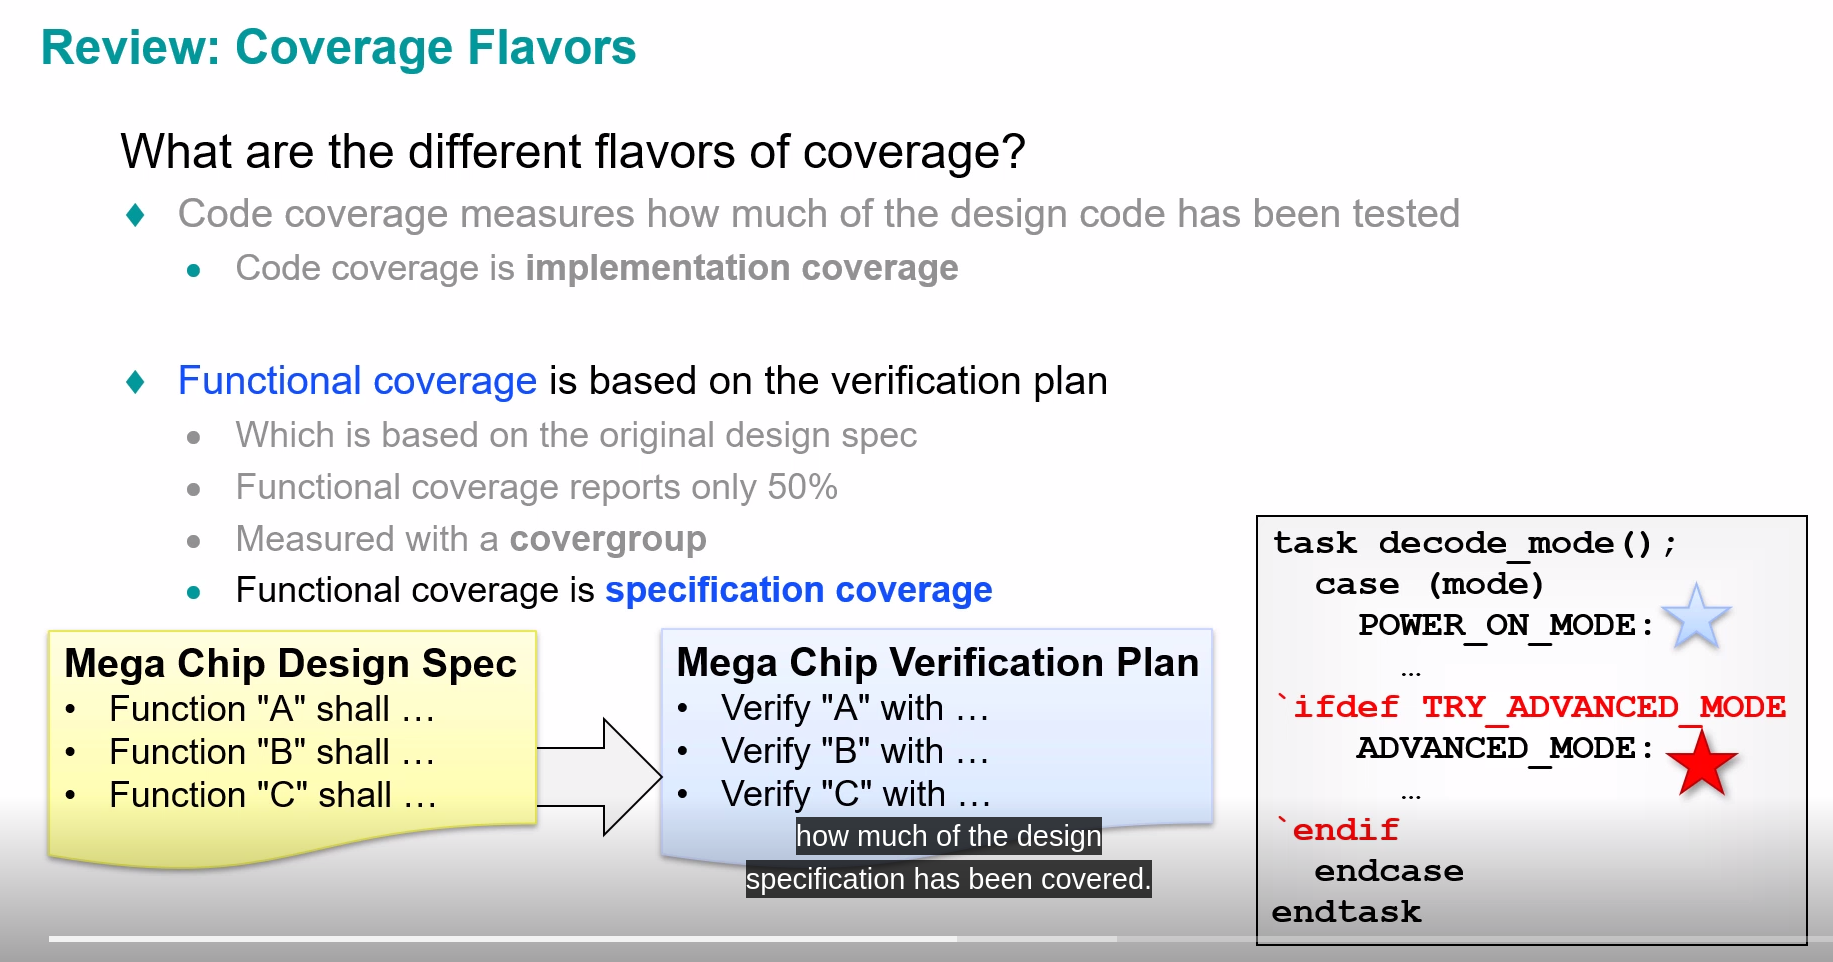 Review: Coverage Flavors
What are the different flavors of coverage?
♦ Code coverage measures how much of the design code has been tested
● Code coverage is implementation coverage
♦ Functional coverage is based on the verification plan
● Which is based on the original design spec
● Functional coverage reports only 50%
● Measured with a covergroup
● Functional coverage is specification coverage
Mega Chip Design Spec
• Function "A" shall …
• Function "B" shall …
• Function "C" shall …
Mega Chip Verification Plan
• Verify "A" with …
• Verify "B" with …
• Verify "C" with …
how much of the design
specification has been covered.
task decode_mode();
case (mode)
POWER_ON_MODE:
…
`ifdef TRY_ADVANCED_MODE
ADVANCED_MODE:
…
`endif
endcase
endtask